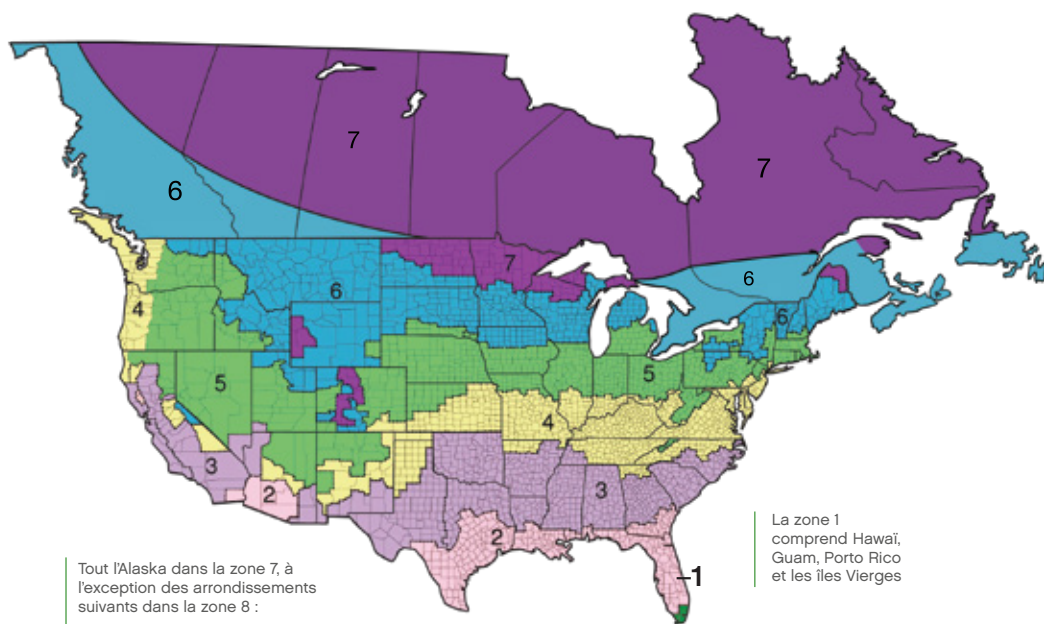 7
7
6
6
7
6
6
4
5
5
4
3
3
2
2
–1
Tout l'Alaska dans la zone 7, à
l'exception des arrondissements
suivants dans la zone 8 :
La zone 1
comprend Hawaï,
Guam, Porto Rico
et les îles Vierges